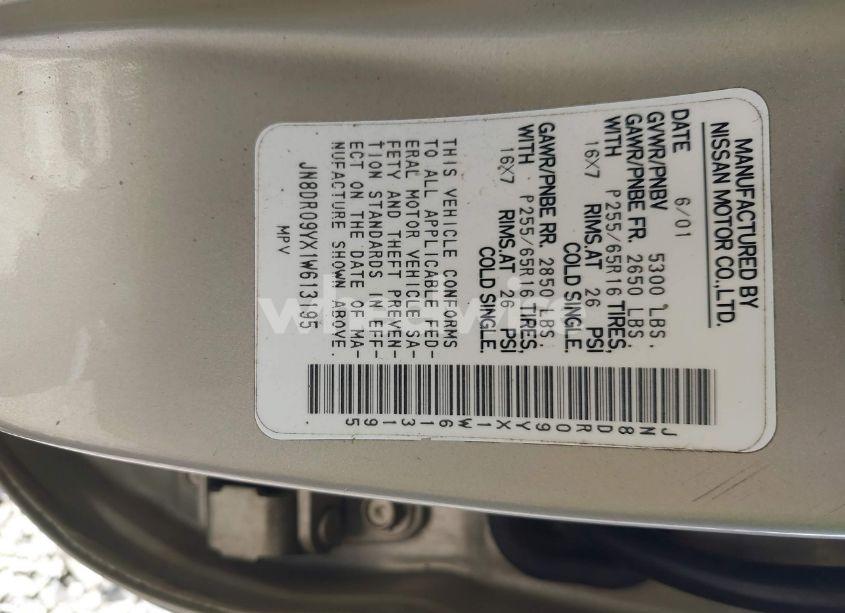 MANUFACTURED BY
NISSAN MOTOR CO.,LTD.
DATE 6/01
GVWR/PNBV 5300 LBS.
GAWR/PNBE FR. 2650 LBS.
WITH P255/65R16 TIRES,
16X7 RIMS.AT 26 PSI
COLD SINGLE.
GAWR/PNBE RR. 2850 LBS.
WITH P255/65R16 TIRES,
16X7 RIMS.AT 26 PSI
COLD SINGLE.
THIS VEHICLE CONFORMS
TO ALL APPLICABLE FED-
ERAL MOTOR VEHICLE SA-
FETY AND THEFT PREVEN-
TION STANDARDS IN EFF-
ECT ON THE DATE OF MA-
NUFACTURE SHOWN ABOVE.
JN8DR09YX1W613195
MPV
JN8DR09YX1W613195